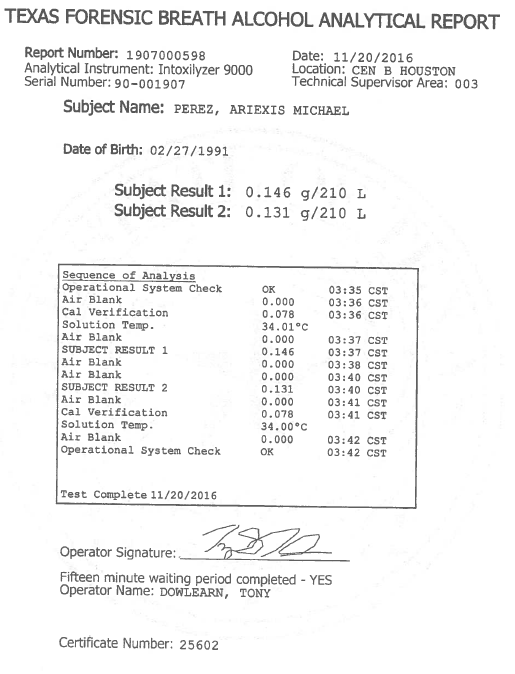 TEXAS FORENSIC BREATH ALCOHOL ANALYTICAL REPORT
Report Number: 1907000598
Date: 11/20/2016
Analytical Instrument: Intoxilyzer 9000
Location: CEN B HOUSTON
Serial Number: 90-001907
Technical Supervisor Area: 003
Subject Name: PEREZ, ARIEXIS MICHAEL
Date of Birth: 02/27/1991
Subject Result 1: 0.146 g/210 L
Subject Result 2: 0.131 g/210 L
Sequence of Analysis
Operational System Check OK 03:35 CST
Air Blank 0.000 03:36 CST
Cal Verification 0.078 03:36 CST
Solution Temp. 34.01°C
Air Blank 0.000 03:37 CST
SUBJECT RESULT 1 0.146 03:37 CST
Air Blank 0.000 03:38 CST
Air Blank 0.000 03:40 CST
SUBJECT RESULT 2 0.131 03:40 CST
Air Blank 0.000 03:41 CST
Cal Verification 0.078 03:41 CST
Solution Temp. 34.00°C
Air Blank 0.000 03:42 CST
Operational System Check OK 03:42 CST
Test Complete 11/20/2016
Operator Signature:
Fifteen minute waiting period completed - YES
Operator Name: DOWLEARN, TONY
Certificate Number: 25602